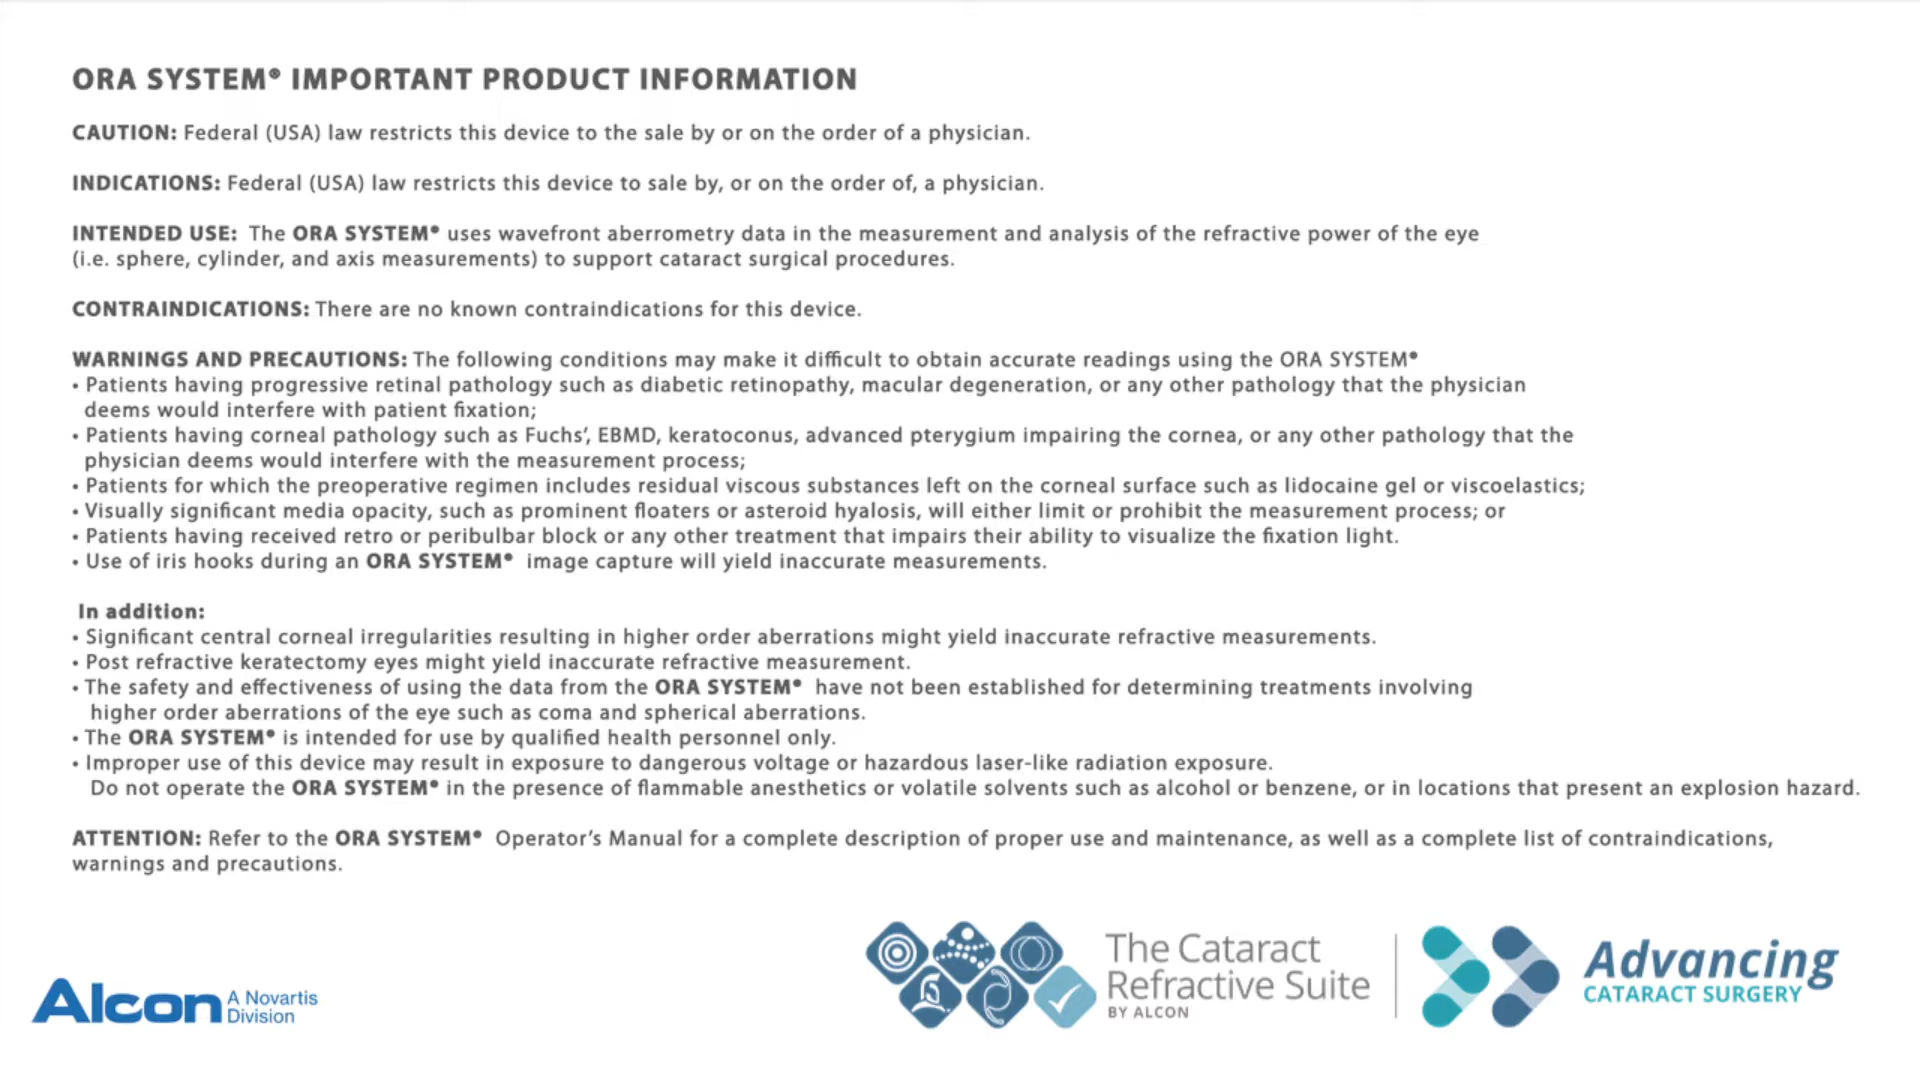 ORA SYSTEM® IMPORTANT PRODUCT INFORMATION
CAUTION: Federal (USA) law restricts this device to the sale by or on the order of a physician.
INDICATIONS: Federal (USA) law restricts this device to sale by, or on the order of, a physician.
INTENDED USE: The ORA SYSTEM® uses wavefront aberrometry data in the measurement and analysis of the refractive power of the eye
(i.e. sphere, cylinder, and axis measurements) to support cataract surgical procedures.
CONTRAINDICATIONS: There are no known contraindications for this device.
WARNINGS AND PRECAUTIONS: The following conditions may make it difficult to obtain accurate readings using the ORA SYSTEM®
• Patients having progressive retinal pathology such as diabetic retinopathy, macular degeneration, or any other pathology that the physician
deems would interfere with patient fixation;
• Patients having corneal pathology such as Fuchs’, EBMD, keratoconus, advanced pterygium impairing the cornea, or any other pathology that the
physician deems would interfere with the measurement process;
• Patients for which the preoperative regimen includes residual viscous substances left on the corneal surface such as lidocaine gel or viscoelastics;
• Visually significant media opacity, such as prominent floaters or asteroid hyalosis, will either limit or prohibit the measurement process; or
• Patients having received retro or peribulbar block or any other treatment that impairs their ability to visualize the fixation light.
• Use of iris hooks during an ORA SYSTEM® image capture will yield inaccurate measurements.
In addition:
• Significant central corneal irregularities resulting in higher order aberrations might yield inaccurate refractive measurements.
• Post refractive keratectomy eyes might yield inaccurate refractive measurement.
• The safety and effectiveness of using the data from the ORA SYSTEM® have not been established for determining treatments involving
higher order aberrations of the eye such as coma and spherical aberrations.
• The ORA SYSTEM® is intended for use by qualified health personnel only.
• Improper use of this device may result in exposure to dangerous voltage or hazardous laser-like radiation exposure.
Do not operate the ORA SYSTEM® in the presence of flammable anesthetics or volatile solvents such as alcohol or benzene, or in locations that present an explosion hazard.
ATTENTION: Refer to the ORA SYSTEM® Operator’s Manual for a complete description of proper use and maintenance, as well as a complete list of contraindications,
warnings and precautions.
Alcon A Novartis
Division
The Cataract
Refractive Suite
BY ALCON
Advancing
CATARACT SURGERY